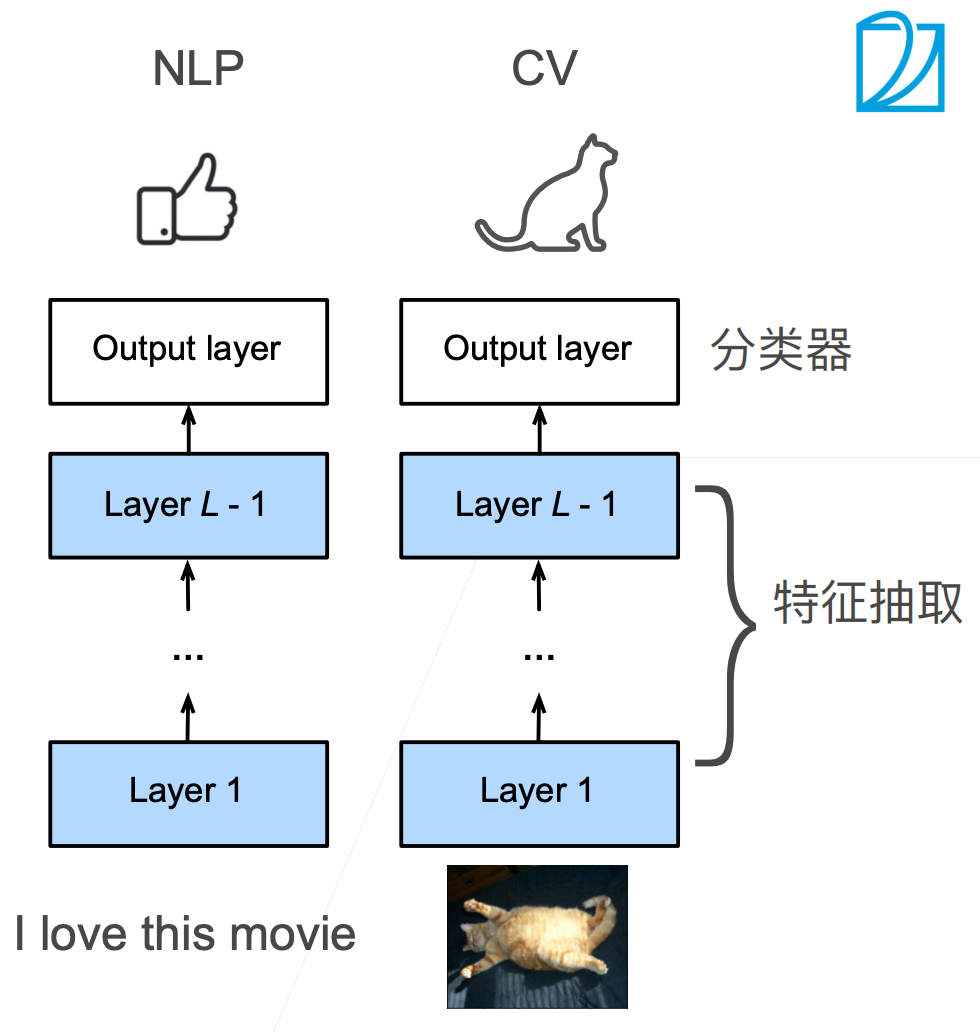 NLP
CV
Output layer
Output layer
分类器
Layer L - 1
Layer L - 1
特征抽取
...
...
Layer 1
Layer 1
I love this movie